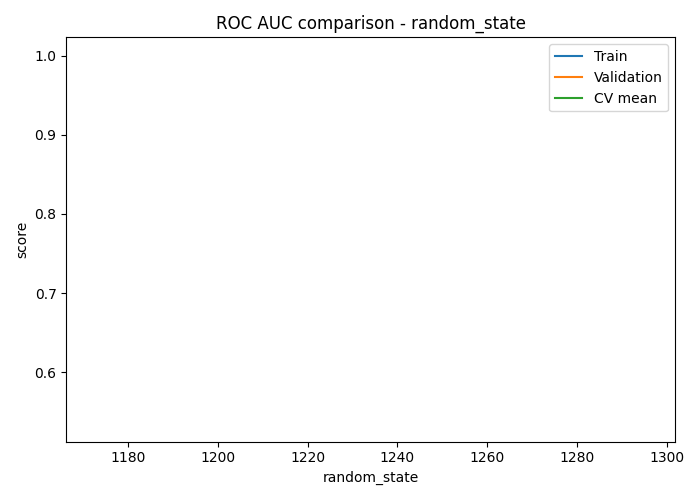 ROC AUC comparison - random_state
Train
Validation
CV mean
1.0
0.9
0.8
0.7
0.6
score
1180
1200
1220
1240
1260
1280
1300
random_state